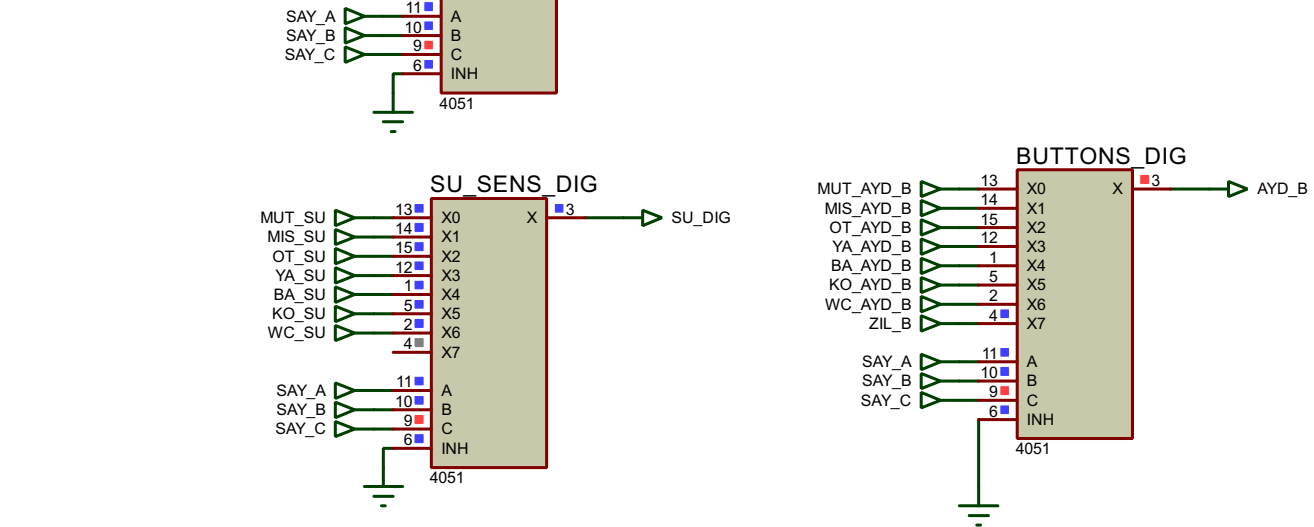 SAY_A 11 A
SAY_B 10 B
SAY_C 9 C
6 INH
4051
SU_SENS_DIG
MUT_SU 13 X0 X 3 SU_DIG
MIS_SU 14 X1
OT_SU 15 X2
YA_SU 12 X3
BA_SU 1 X4
KO_SU 5 X5
WC_SU 2 X6
4 X7
SAY_A 11 A
SAY_B 10 B
SAY_C 9 C
6 INH
4051
BUTTONS_DIG
MUT_AYD_B 13 X0 X 3 AYD_B
MIS_AYD_B 14 X1
OT_AYD_B 15 X2
YA_AYD_B 12 X3
BA_AYD_B 1 X4
KO_AYD_B 5 X5
WC_AYD_B 2 X6
ZIL_B 4 X7
SAY_A 11 A
SAY_B 10 B
SAY_C 9 C
6 INH
4051